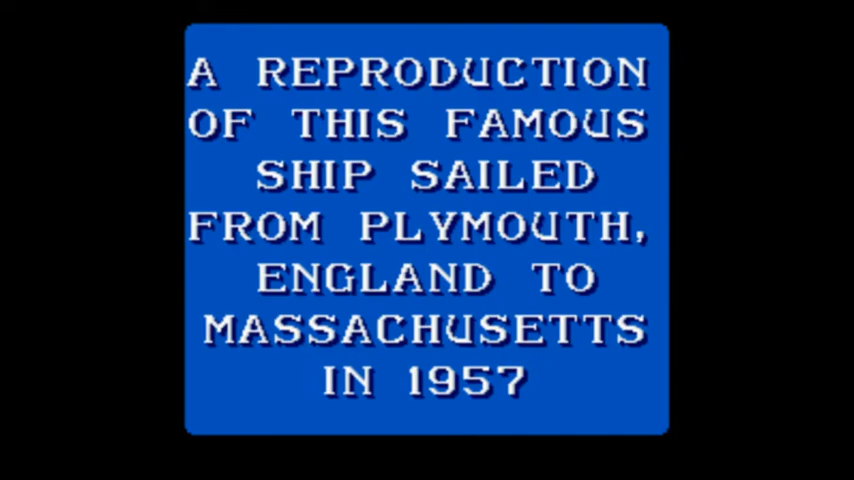 A REPRODUCTION
OF THIS FAMOUS
SHIP SAILED
FROM PLYMOUTH,
ENGLAND TO
MASSACHUSETTS
IN 1957